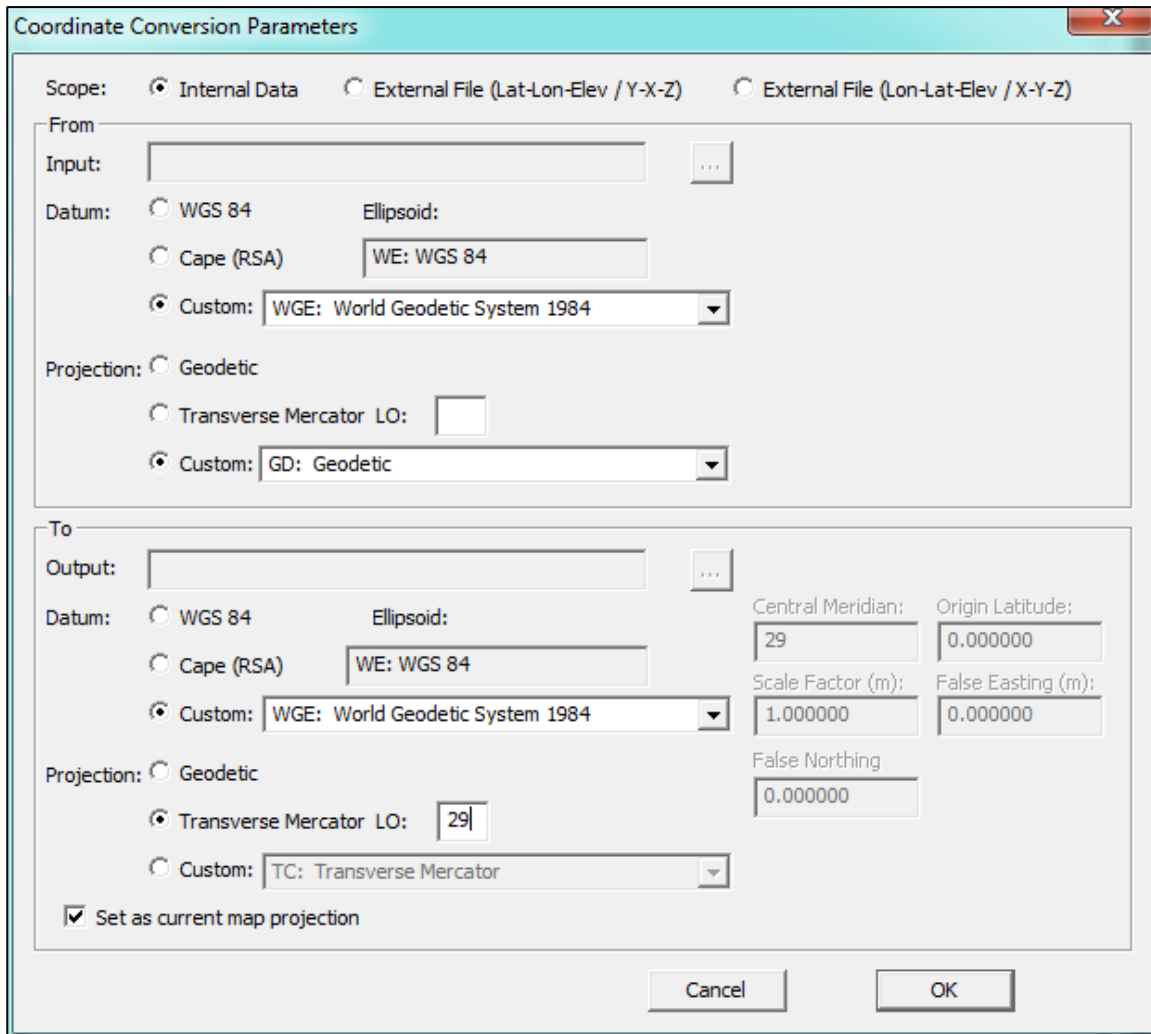 Coordinate Conversion Parameters
X
Scope: Internal Data External File (Lat-Lon-Elev / Y-X-Z) External File (Lon-Lat-Elev / X-Y-Z)
From
Input: ...
Datum: WGS 84 Ellipsoid:
Cape (RSA) WE: WGS 84
Custom: WGE: World Geodetic System 1984
Projection: Geodetic
Transverse Mercator LO:
Custom: GD: Geodetic
To
Output: ...
Central Meridian: Origin Latitude:
Datum: WGS 84 Ellipsoid:
29 0.000000
Cape (RSA) WE: WGS 84
Scale Factor (m): False Easting (m):
Custom: WGE: World Geodetic System 1984 1.000000 0.000000
False Northing
Projection: Geodetic
0.000000
Transverse Mercator LO: 29
Custom: TC: Transverse Mercator
Set as current map projection
Cancel OK